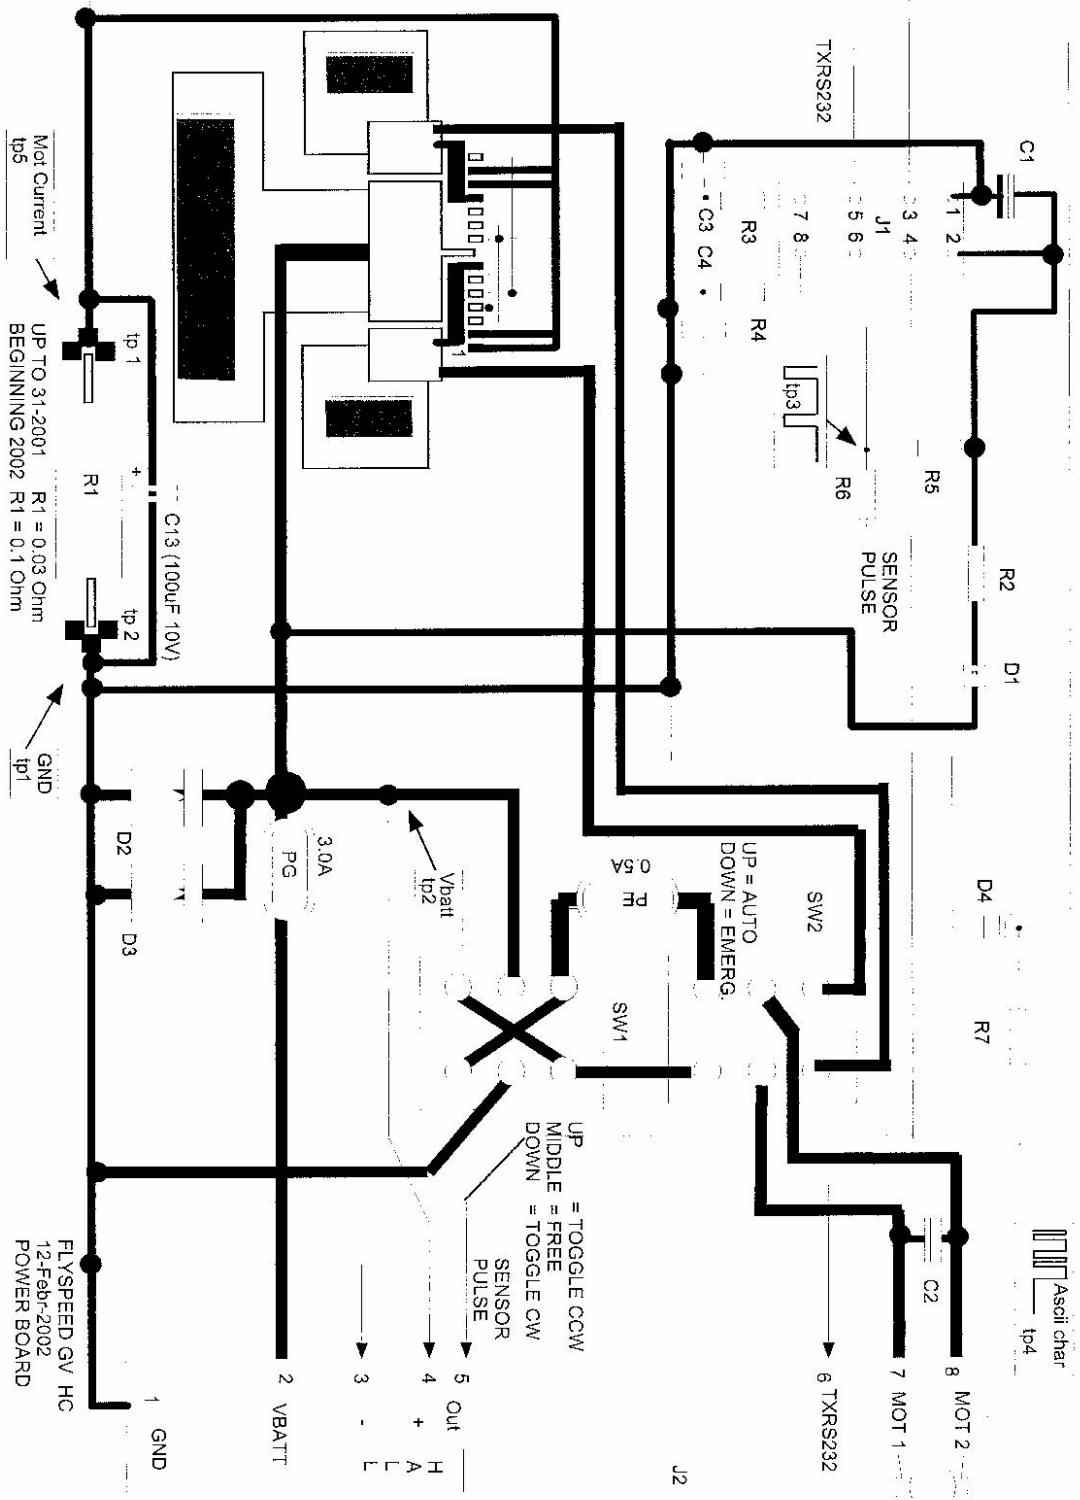 TXRS232
C1
1 2
3 4
J1
5 6
7 8
R3
C3 C4
R4
tp3
R5
R6
SENSOR
PULSE
R2
D1
Mot Current
tp5
tp 1
1
+
R1
C13 (100uF 10V)
tp 2
UP TO 31-2001 R1 = 0.03 Ohm
BEGINNING 2002 R1 = 0.1 Ohm
GND
tp1
D2
D3
3.0A
PG
Vbatt
tp2
0.5A
PE
UP = AUTO
DOWN = EMERG.
SW2
SW1
D4
R7
UP = TOGGLE CCW
MIDDLE = FREE
DOWN = TOGGLE CW
SENSOR
PULSE
C2
Ascii char
tp4
8 MOT 2
7 MOT 1
6 TXRS232
J2
5 Out
4 +
3 -
H
A
L
L
2 VBATT
1 GND
FLYSPEED GV HC
12-Febr-2002
POWER BOARD